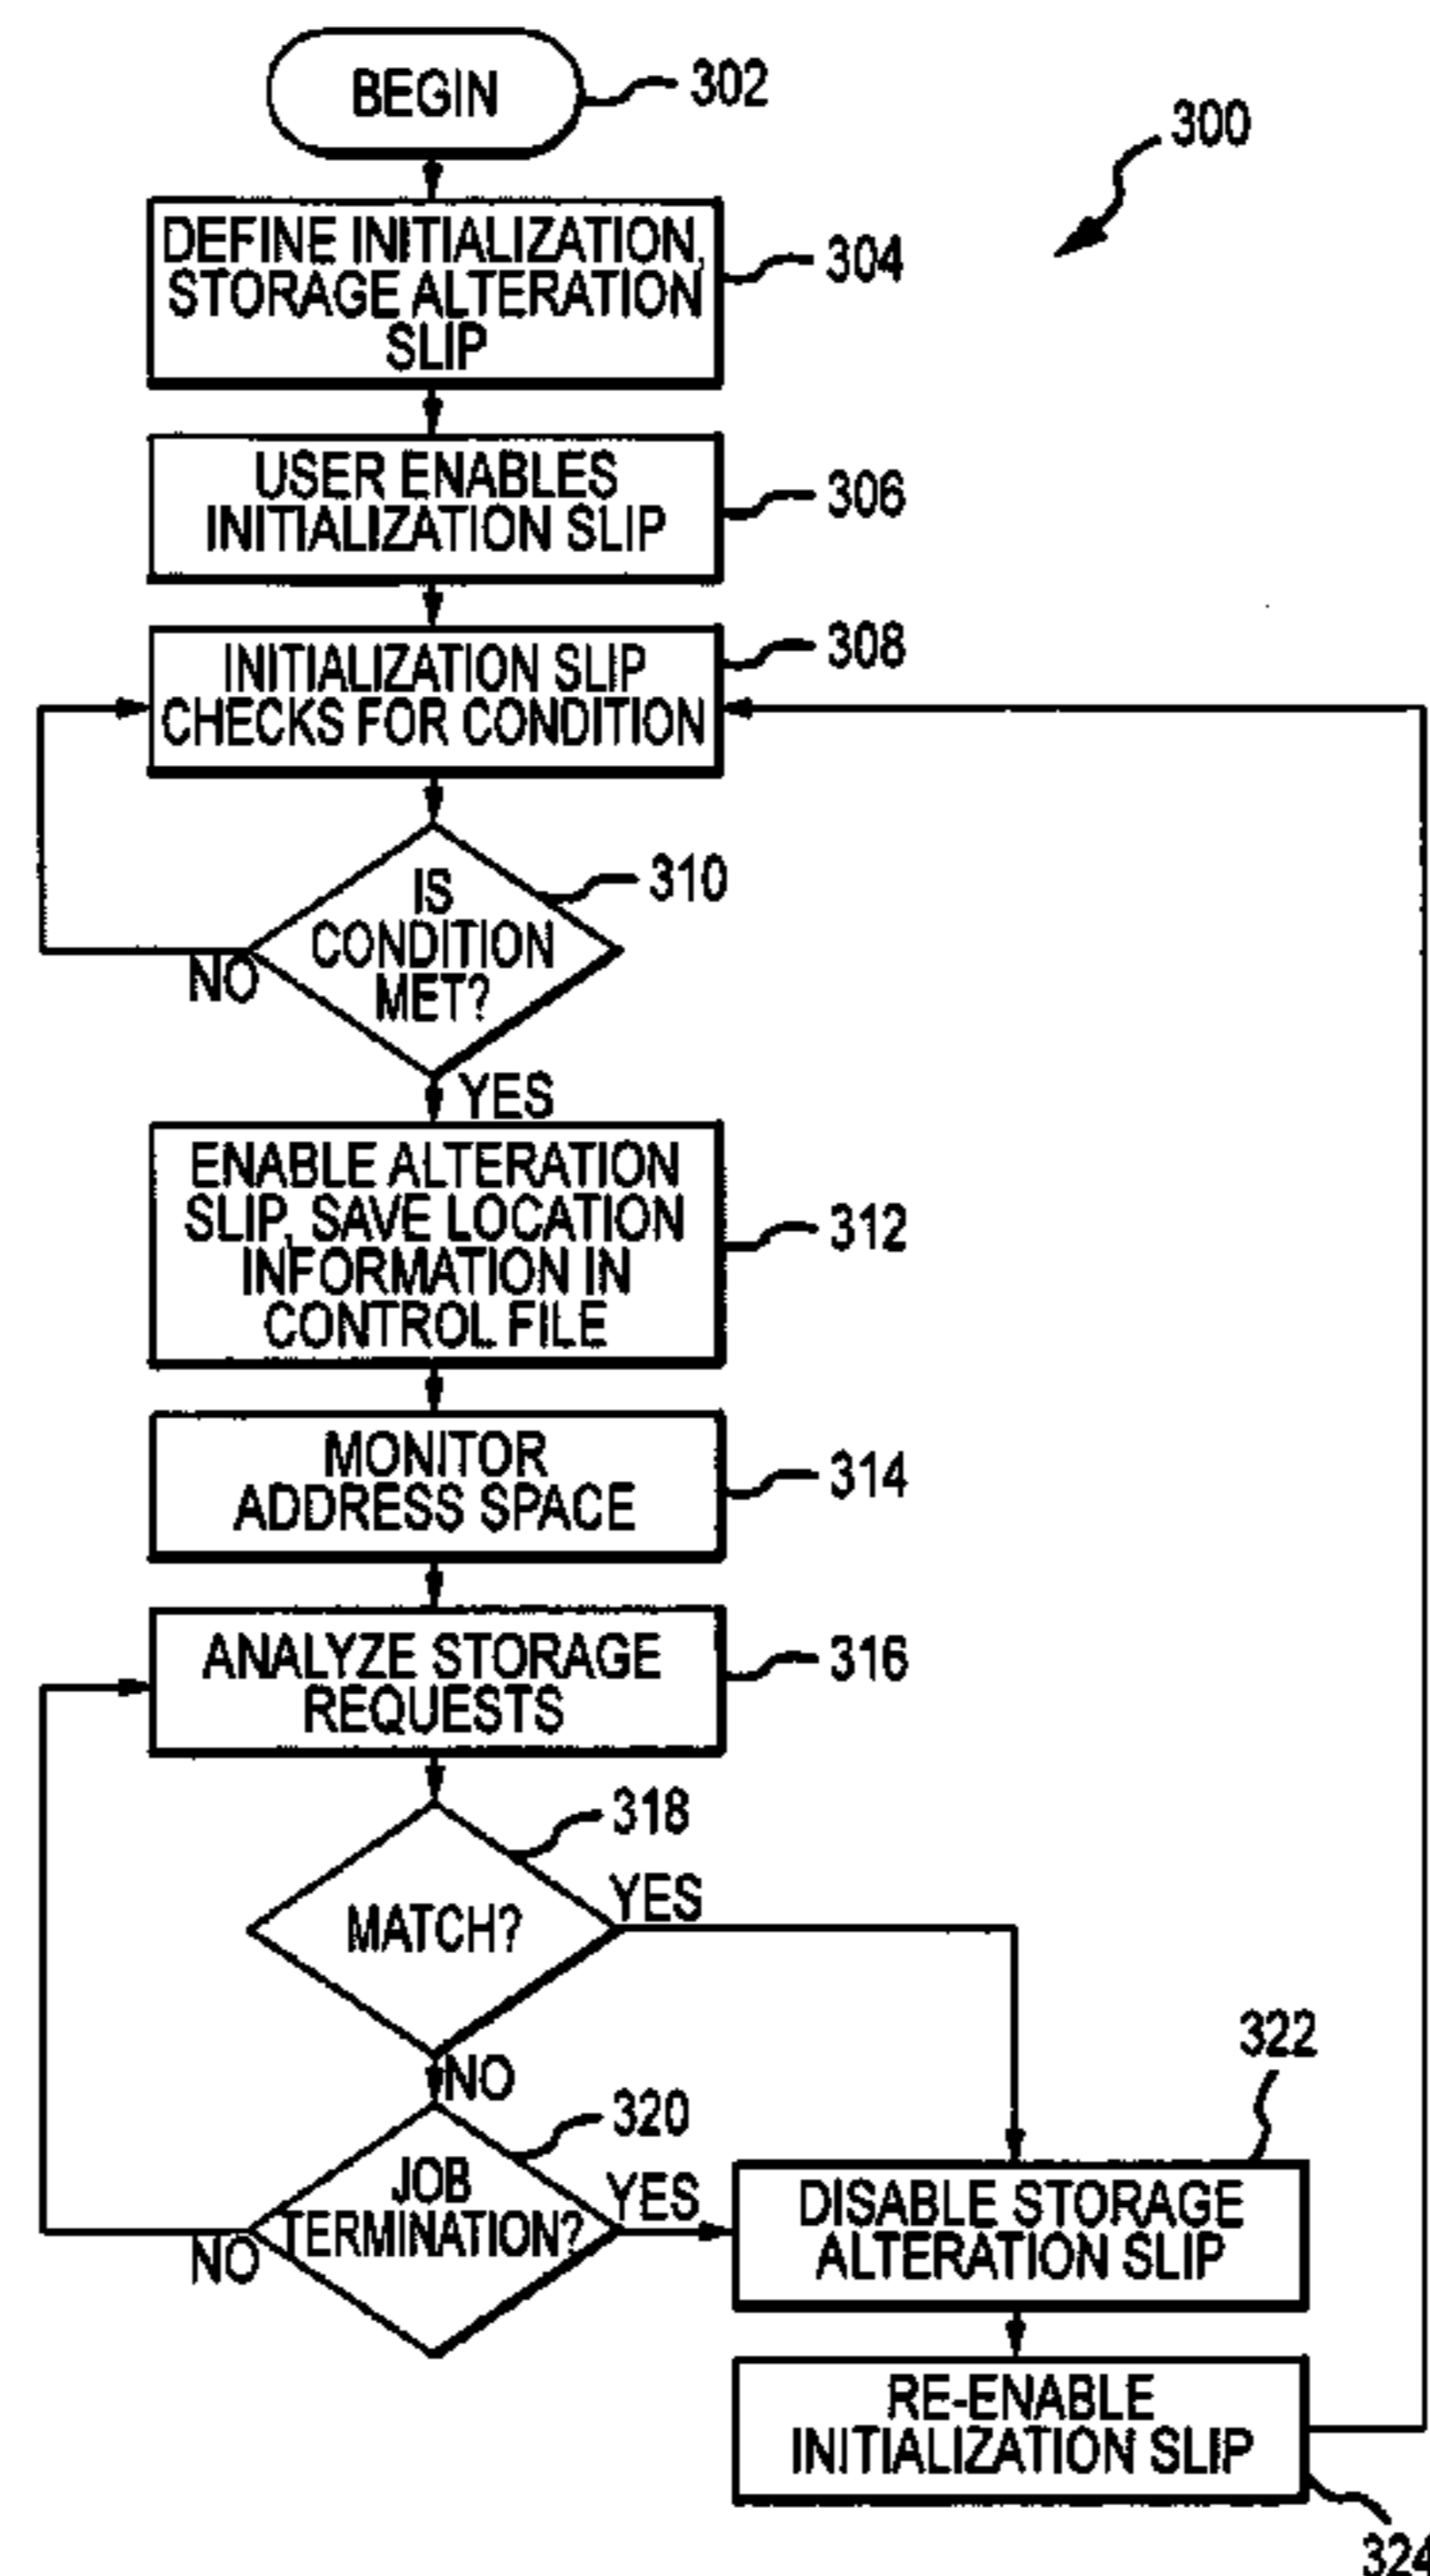 BEGIN
302
300
DEFINE INITIALIZATION,
STORAGE ALTERATION
SLIP
304
USER ENABLES
INITIALIZATION SLIP
306
INITIALIZATION SLIP
CHECKS FOR CONDITION
308
IS
CONDITION
MET?
310
NO
YES
ENABLE ALTERATION
SLIP, SAVE LOCATION
INFORMATION IN
CONTROL FILE
312
MONITOR
ADDRESS SPACE
314
ANALYZE STORAGE
REQUESTS
316
MATCH?
318
YES
NO
JOB
TERMINATION?
320
YES
NO
322
DISABLE STORAGE
ALTERATION SLIP
RE-ENABLE
INITIALIZATION SLIP
324